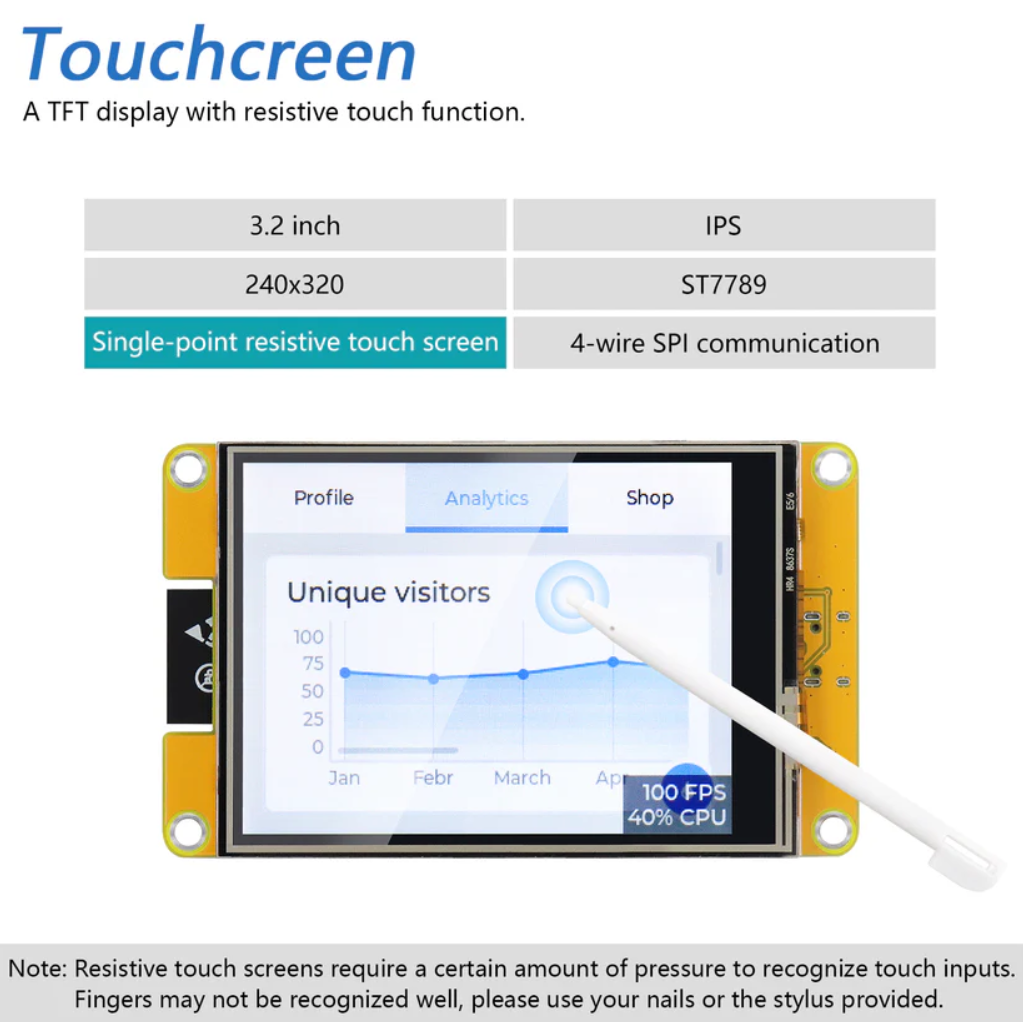 Touchcreen
A TFT display with resistive touch function.
3.2 inch
IPS
240x320
ST7789
Single-point resistive touch screen
4-wire SPI communication
Profile
Analytics
Shop
Unique visitors
100
75
50
25
0
Jan
Febr
March
Ap
100 FPS
40% CPU
E5/6
HR4 8637S
Pb
Note: Resistive touch screens require a certain amount of pressure to recognize touch inputs.
Fingers may not be recognized well, please use your nails or the stylus provided.